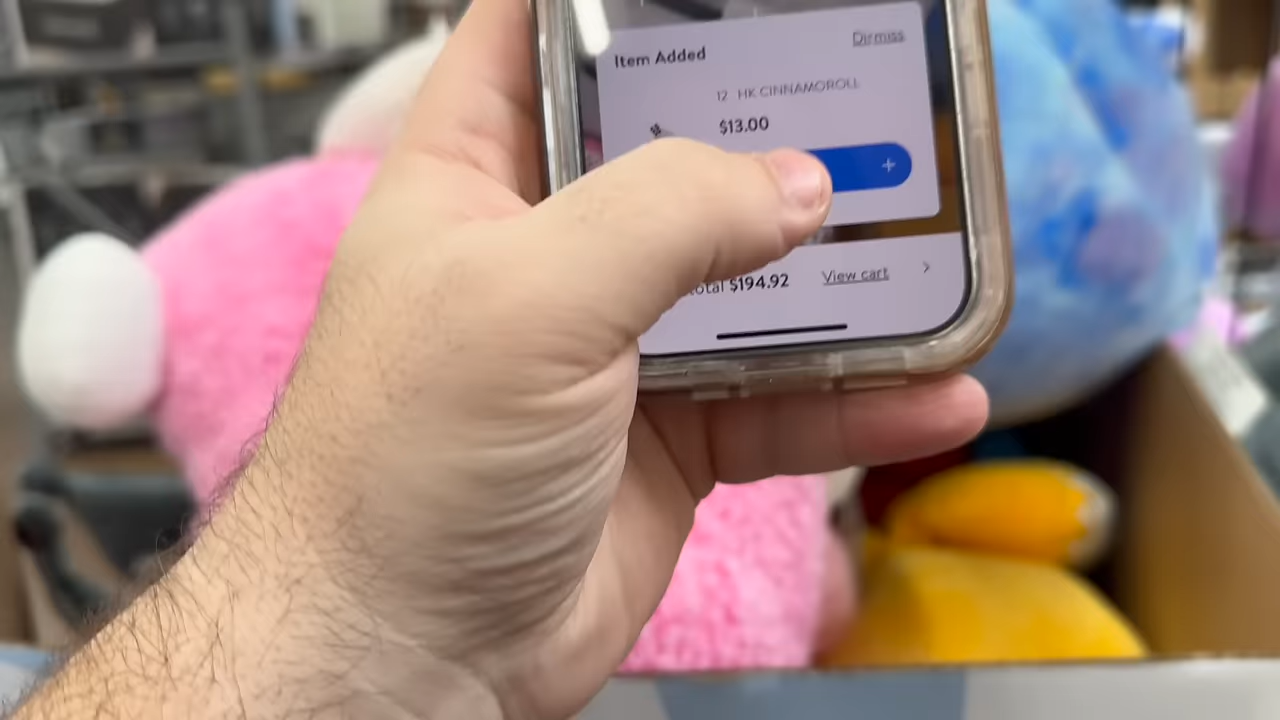 Dismiss
Item Added
12 HK CINNAMOROLL
$13.00
+
total $194.92 View cart >